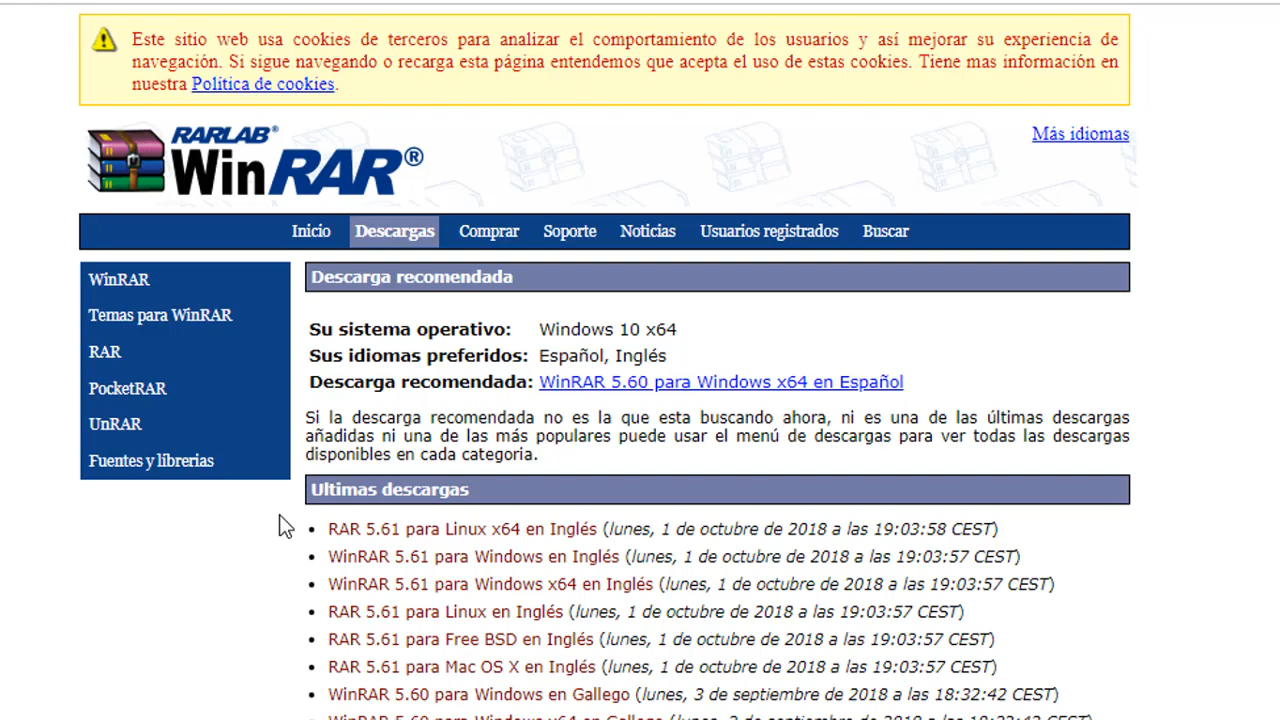 Este sitio web usa cookies de terceros para analizar el comportamiento de los usuarios y así mejorar su experiencia de
navegación. Si sigue navegando o recarga esta página entendemos que acepta el uso de estas cookies. Tiene mas información en
nuestra Política de cookies.
RARLAB®
WinRAR®
Más idiomas
Inicio Descargas Comprar Soporte Noticias Usuarios registrados Buscar
WinRAR
Temas para WinRAR
RAR
PocketRAR
UnRAR
Fuentes y librerias
Descarga recomendada
Su sistema operativo: Windows 10 x64
Sus idiomas preferidos: Español, Inglés
Descarga recomendada: WinRAR 5.60 para Windows x64 en Español
Si la descarga recomendada no es la que esta buscando ahora, ni es una de las últimas descargas
añadidas ni una de las más populares puede usar el menú de descargas para ver todas las descargas
disponibles en cada categoria.
Ultimas descargas
• RAR 5.61 para Linux x64 en Inglés (lunes, 1 de octubre de 2018 a las 19:03:58 CEST)
• WinRAR 5.61 para Windows en Inglés (lunes, 1 de octubre de 2018 a las 19:03:57 CEST)
• WinRAR 5.61 para Windows x64 en Inglés (lunes, 1 de octubre de 2018 a las 19:03:57 CEST)
• RAR 5.61 para Linux en Inglés (lunes, 1 de octubre de 2018 a las 19:03:57 CEST)
• RAR 5.61 para Free BSD en Inglés (lunes, 1 de octubre de 2018 a las 19:03:57 CEST)
• RAR 5.61 para Mac OS X en Inglés (lunes, 1 de octubre de 2018 a las 19:03:57 CEST)
• WinRAR 5.60 para Windows en Gallego (lunes, 3 de septiembre de 2018 a las 18:32:42 CEST)